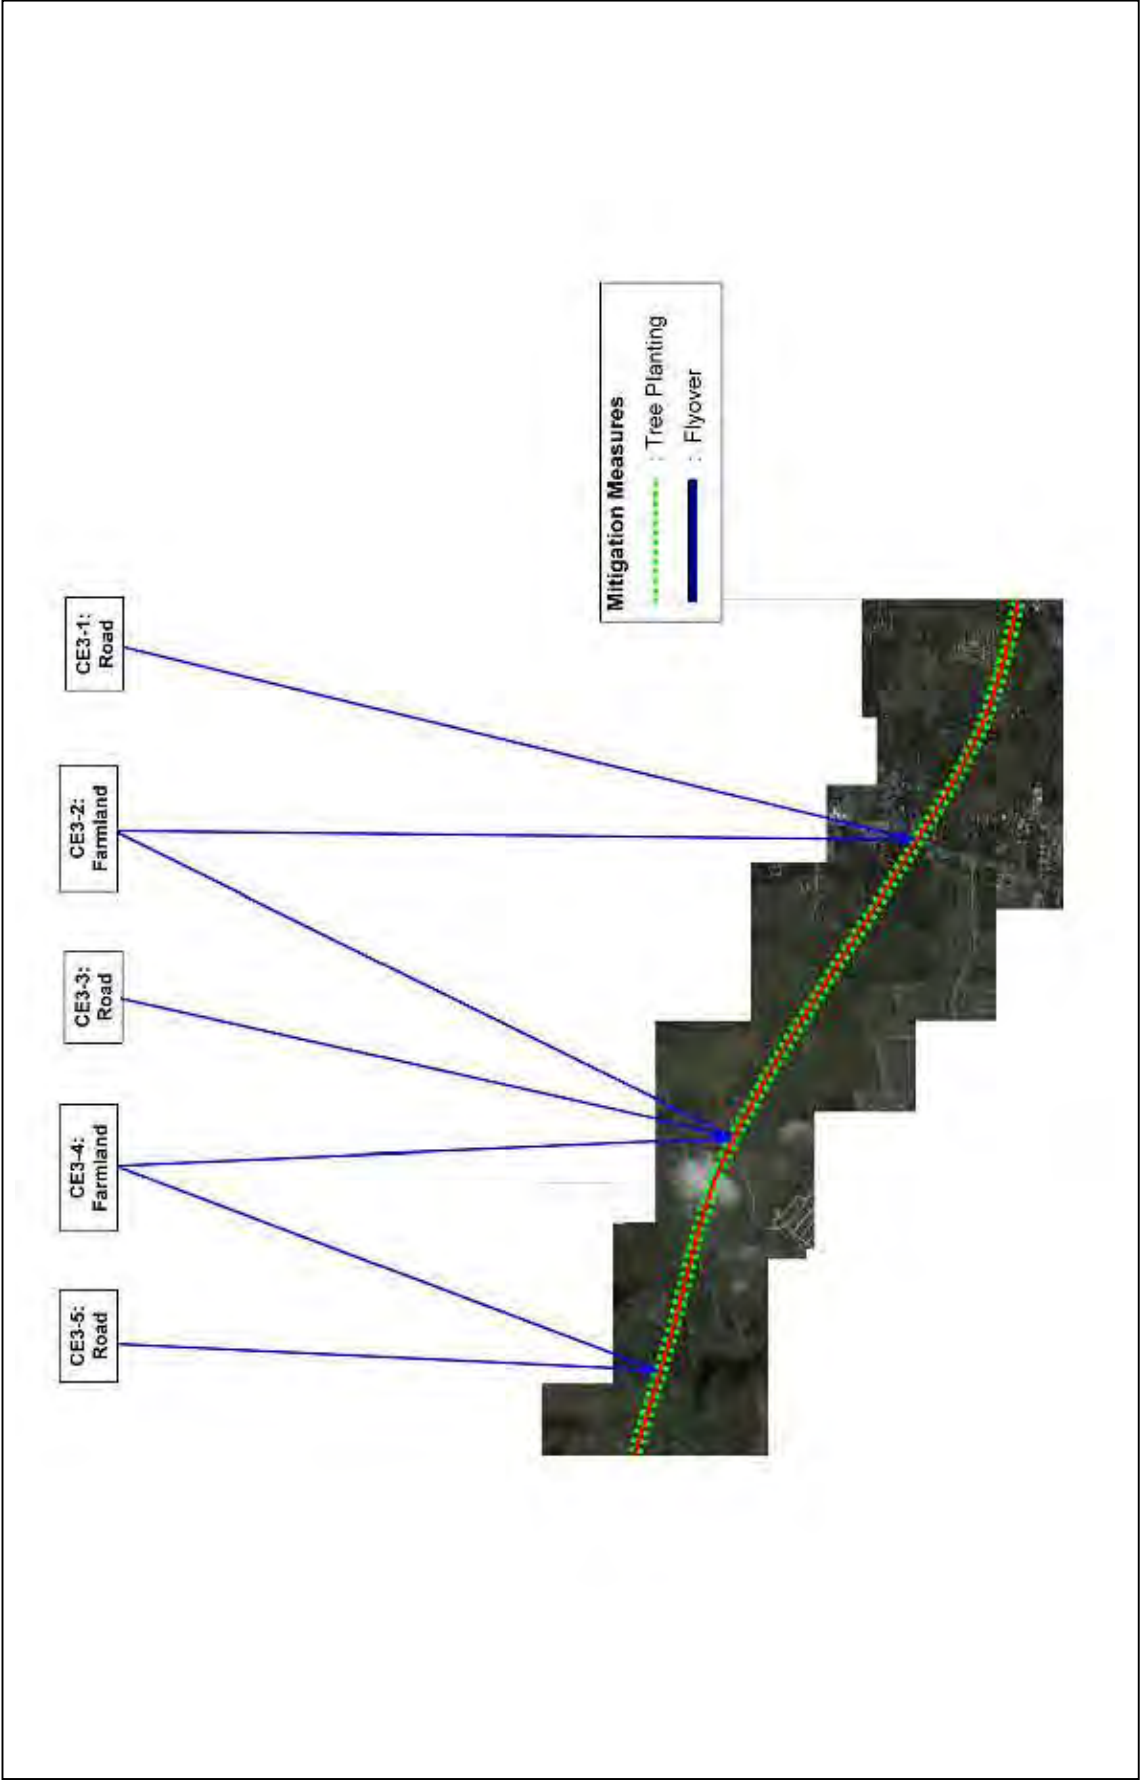 CE3-5:
Road
CE3-4:
Farmland
CE3-3:
Road
CE3-2:
Farmland
CE3-1:
Road
Mitigation Measures
: Tree Planting
: Flyover